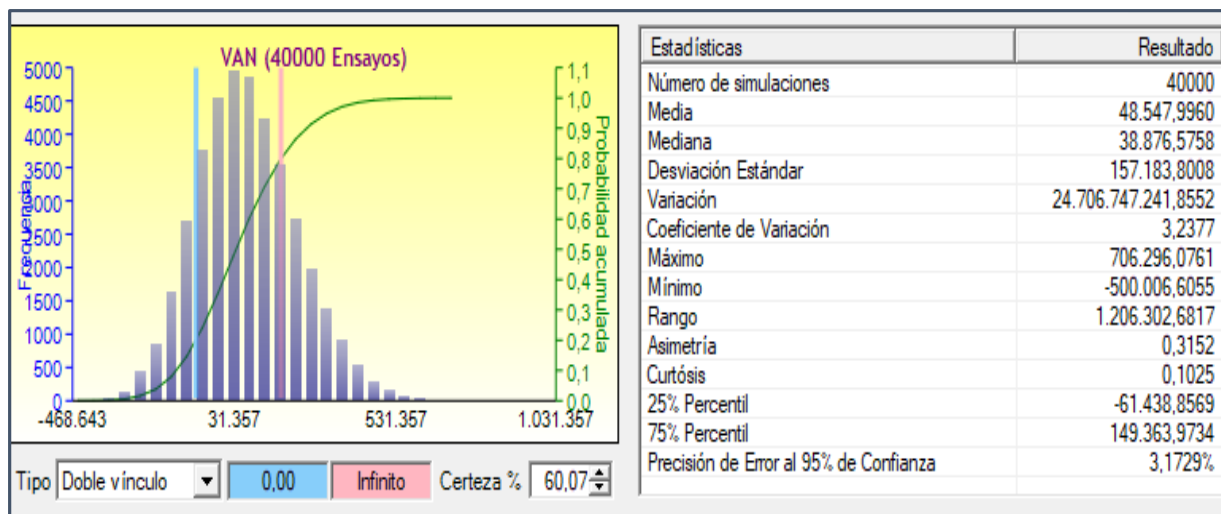 VAN (40000 Ensayos)
5000
4500
4000
3500
3000
2500
2000
1500
1000
500
0
Frequencia
1,1
1,0
0,9
0,8
0,7
0,6
0,5
0,4
0,3
0,2
0,1
0,0
Probabilidad acumulada
-468.643 31.357 531.357 1.031.357
Tipo Doble vínculo 0,00 Infinito Certeza % 60,07
Estadísticas Resultado
Número de simulaciones 40000
Media 48.547,9960
Mediana 38.876,5758
Desviación Estándar 157.183,8008
Variación 24.706.747.241,8552
Coeficiente de Variación 3,2377
Máximo 706.296,0761
Mínimo -500.006,6055
Rango 1.206.302,6817
Asimetría 0,3152
Curtósis 0,1025
25% Percentil -61.438,8569
75% Percentil 149.363,9734
Precisión de Error al 95% de Confianza 3,1729%